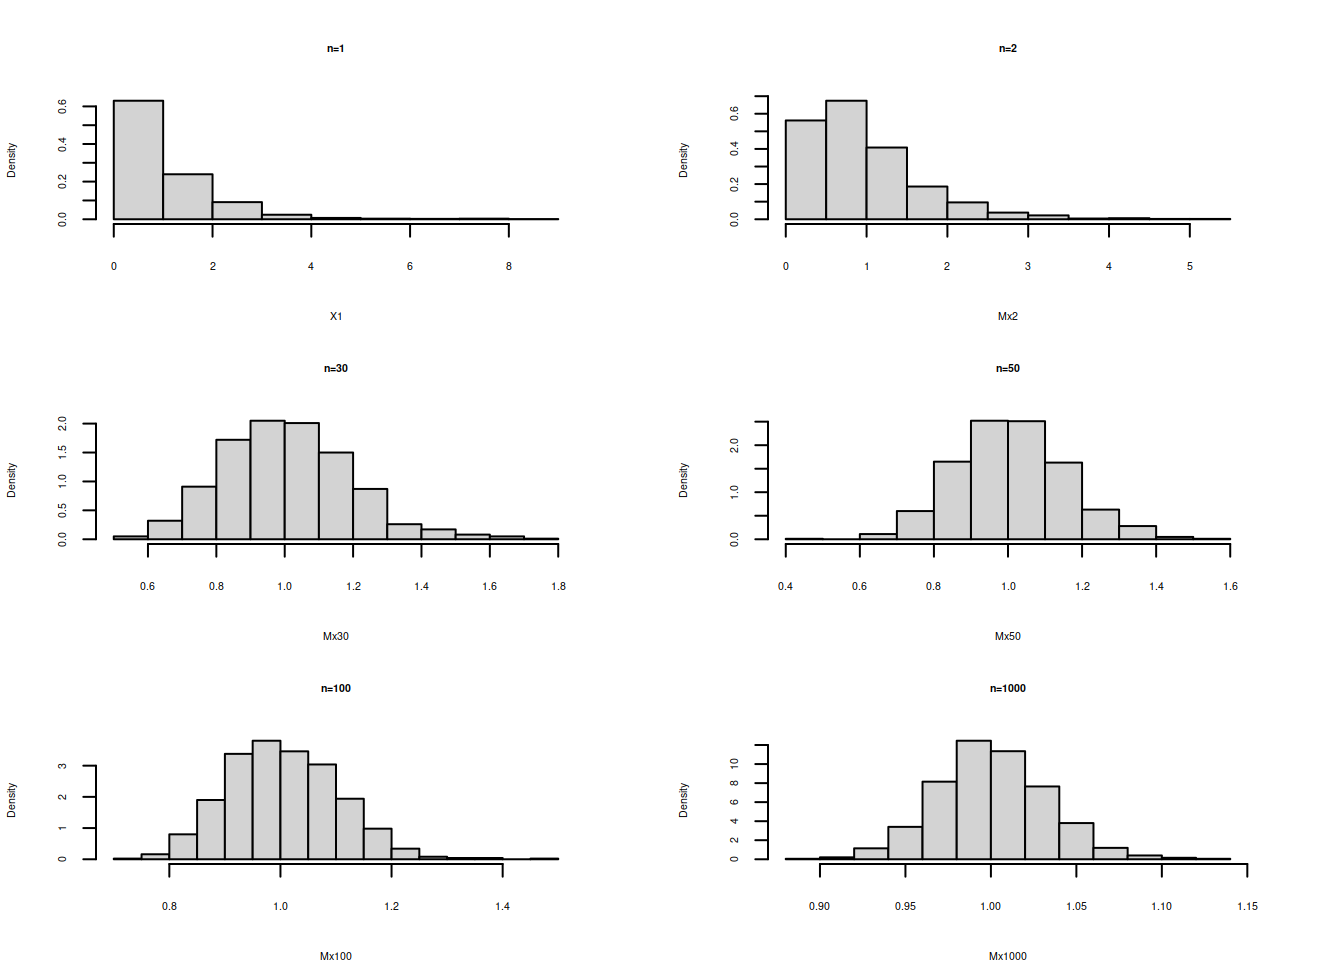 n=1
Density
0.0 0.2 0.4 0.6
0 2 4 6 8
X1
n=2
Density
0.0 0.2 0.4 0.6
0 1 2 3 4 5
Mx2
n=30
Density
0.0 0.5 1.0 1.5 2.0
0.6 0.8 1.0 1.2 1.4 1.6 1.8
Mx30
n=50
Density
0.0 1.0 2.0
0.4 0.6 0.8 1.0 1.2 1.4 1.6
Mx50
n=100
Density
0 1 2 3
0.8 1.0 1.2 1.4
Mx100
n=1000
Density
0 2 4 6 8 10
0.90 0.95 1.00 1.05 1.10 1.15
Mx1000